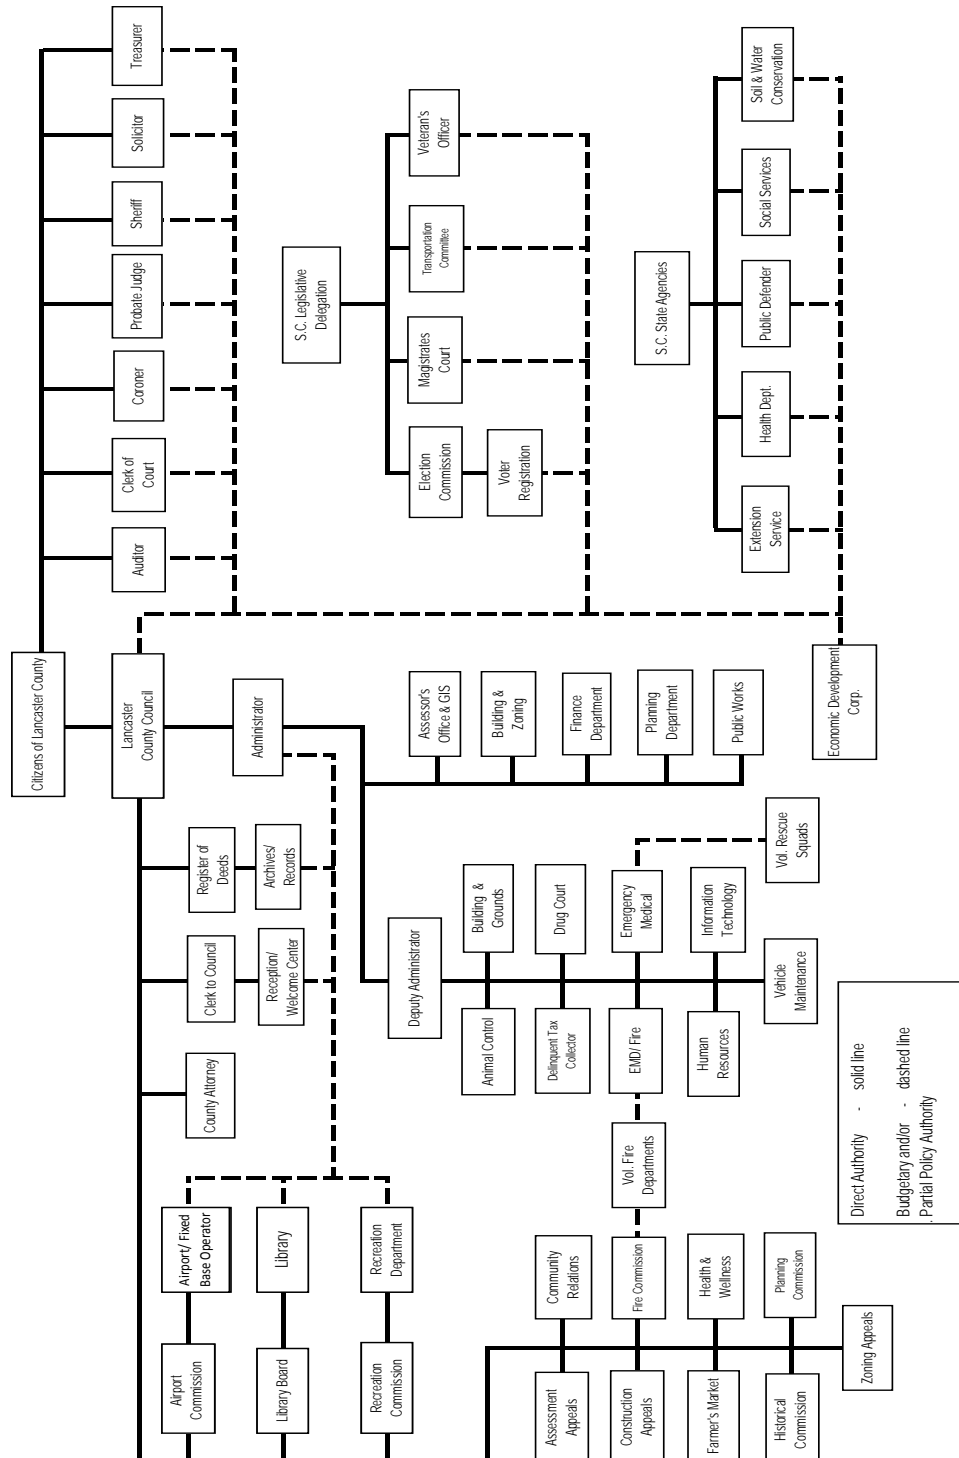 Citizens of Lancaster County
Treasurer
Solicitor
Sheriff
Probate Judge
Coroner
Clerk of
Court
Auditor
Lancaster
County Council
Administrator
S.C. Legislative
Delegation
Veteran's
Officer
Transportation
Committee
Magistrates
Court
Election
Commission
Voter
Registration
S.C. State Agencies
Soil & Water
Conservation
Social Services
Public Defender
Health Dept.
Extension
Service
Economic Development
Corp.
Register of
Deeds
Archives/
Records
Clerk to Council
Reception/
Welcome Center
County Attorney
Airport/ Fixed
Base Operator
Airport
Commission
Library
Library Board
Recreation
Department
Recreation
Commission
Assessor's
Office & GIS
Building &
Zoning
Finance
Department
Planning
Department
Public Works
Deputy Administrator
Building &
Grounds
Animal Control
Drug Court
Delinquent Tax
Collector
Emergency
Medical
EMD/ Fire
Information
Technology
Human
Resources
Vehicle
Maintenance
Vol. Rescue
Squads
Vol. Fire
Departments
Community
Relations
Assessment
Appeals
Fire Commission
Construction
Appeals
Health &
Wellness
Farmer's Market
Planning
Commission
Historical
Commission
Zoning Appeals
Direct Authority - solid line
Budgetary and/or - dashed line
. Partial Policy Authority